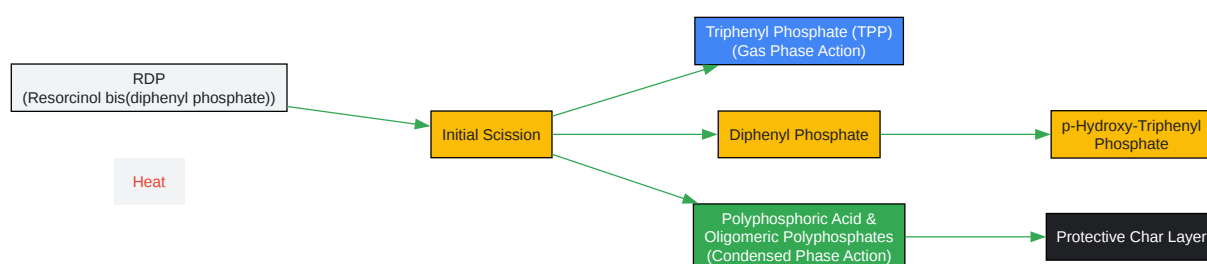 RDP
(Resorcinol bis(diphenyl phosphate))
Heat
Initial Scission
Triphenyl Phosphate (TPP)
(Gas Phase Action)
Diphenyl Phosphate
p-Hydroxy-Triphenyl
Phosphate
Polyphosphoric Acid &
Oligomeric Polyphosphates
(Condensed Phase Action)
Protective Char Layer